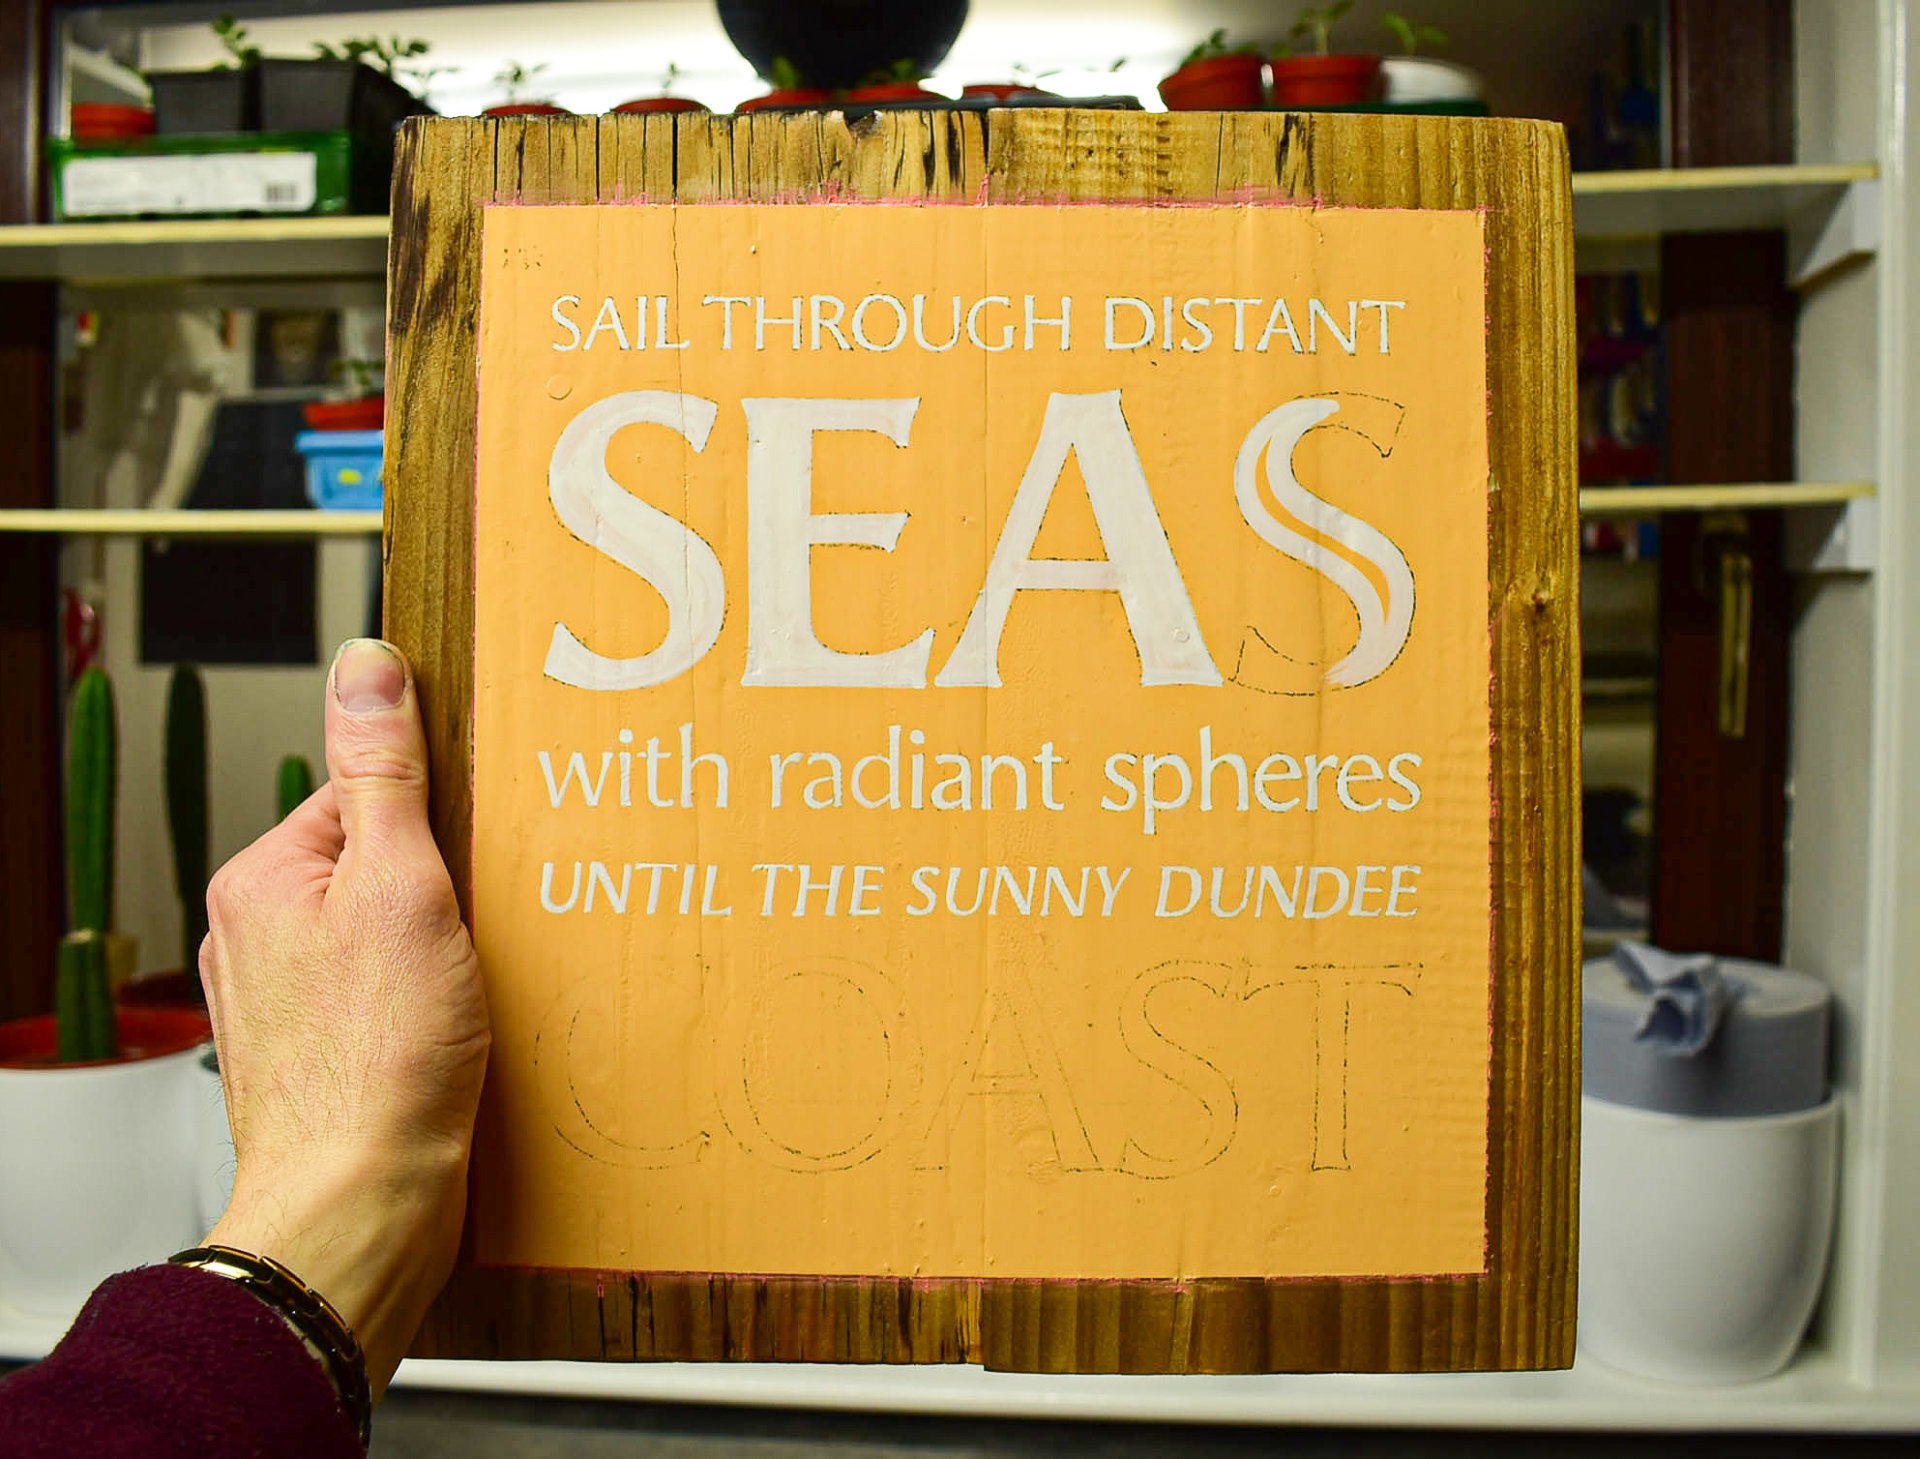 SAIL THROUGH DISTANT
SEAS
with radiant spheres
UNTIL THE SUNNY DUNDEE
COAST